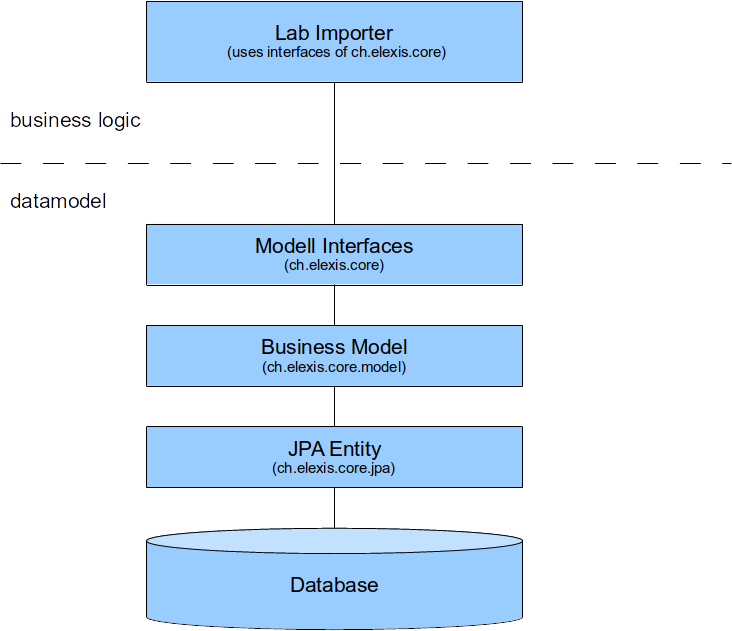 Lab Importer
(uses interfaces of ch.elexis.core)
business logic
datamodel
Modell Interfaces
(ch.elexis.core)
Business Model
(ch.elexis.core.model)
JPA Entity
(ch.elexis.core.jpa)
Database